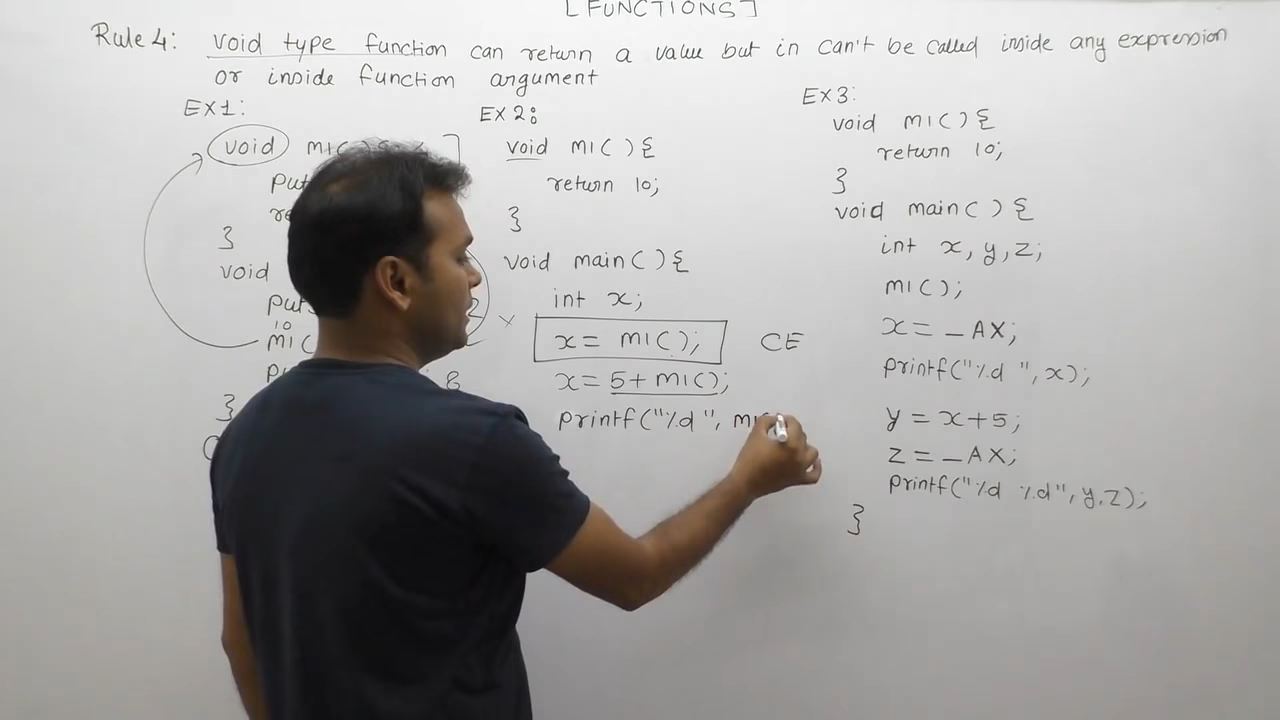 [FUNCTIONS]
Rule 4: void type function can return a value but in can't be called inside any expression
or inside function argument
EX1:
void m1()
}
void
10
}
EX 2:
void m1(){
return 10;
}
void main(){
int x;
x = m1(); CE
x = 5 + m1();
printf("%d",
EX3:
void m1(){
return 10;
}
void main(){
int x, y, z;
m1();
x = _AX;
printf("%d ", x);
y = x+5;
z = _AX;
printf("%d %d", y, z);
}